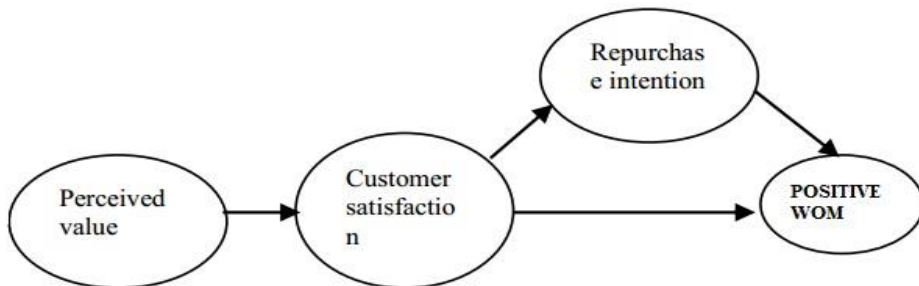 Repurchas
e intention
Perceived
value
Customer
satisfactio
n
POSITIVE
WOM